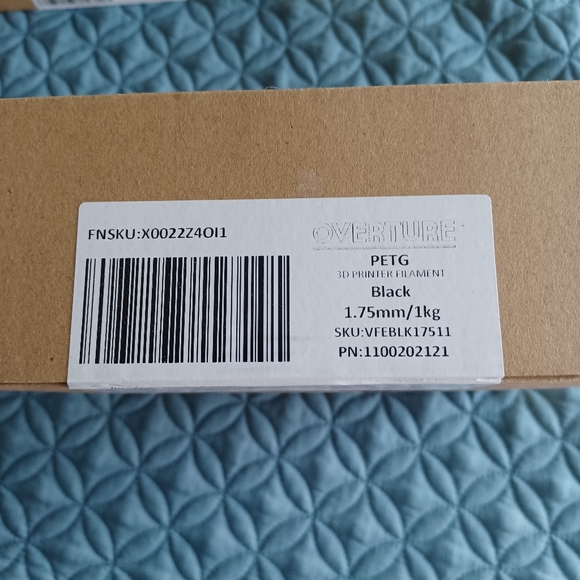 FNSKU:X0022Z4OI1
OVERTURE
PETG
3D PRINTER FILAMENT
Black
1.75mm/1kg
SKU:VFEBLK17511
PN:1100202121